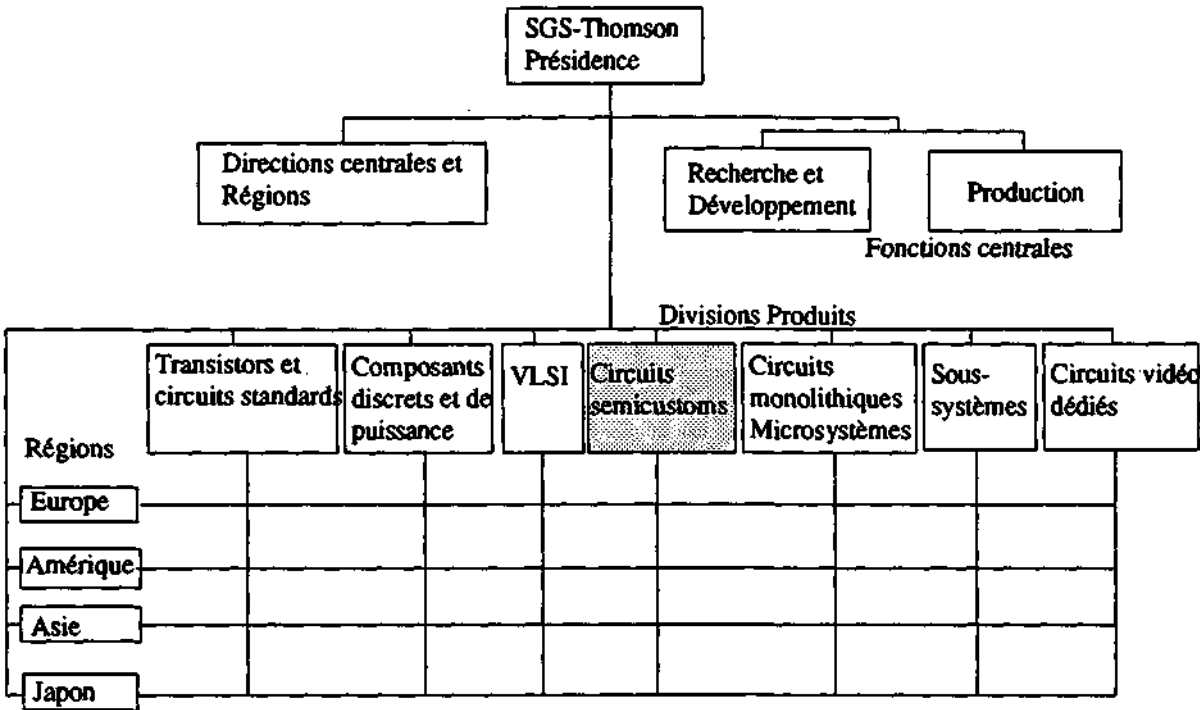 SGS-Thomson
Présidence
Directions centrales et
Régions
Recherche et
Développement
Production
Fonctions centrales
Divisions Produits
Transistors et
circuits standards
Composants
discrets et de
puissance
VLSI
Circuits
semicustoms
Circuits
monolithiques
Microsystèmes
Sous-
systèmes
Circuits vidéo
dédiés
Régions
Europe
Amérique
Asie
Japon